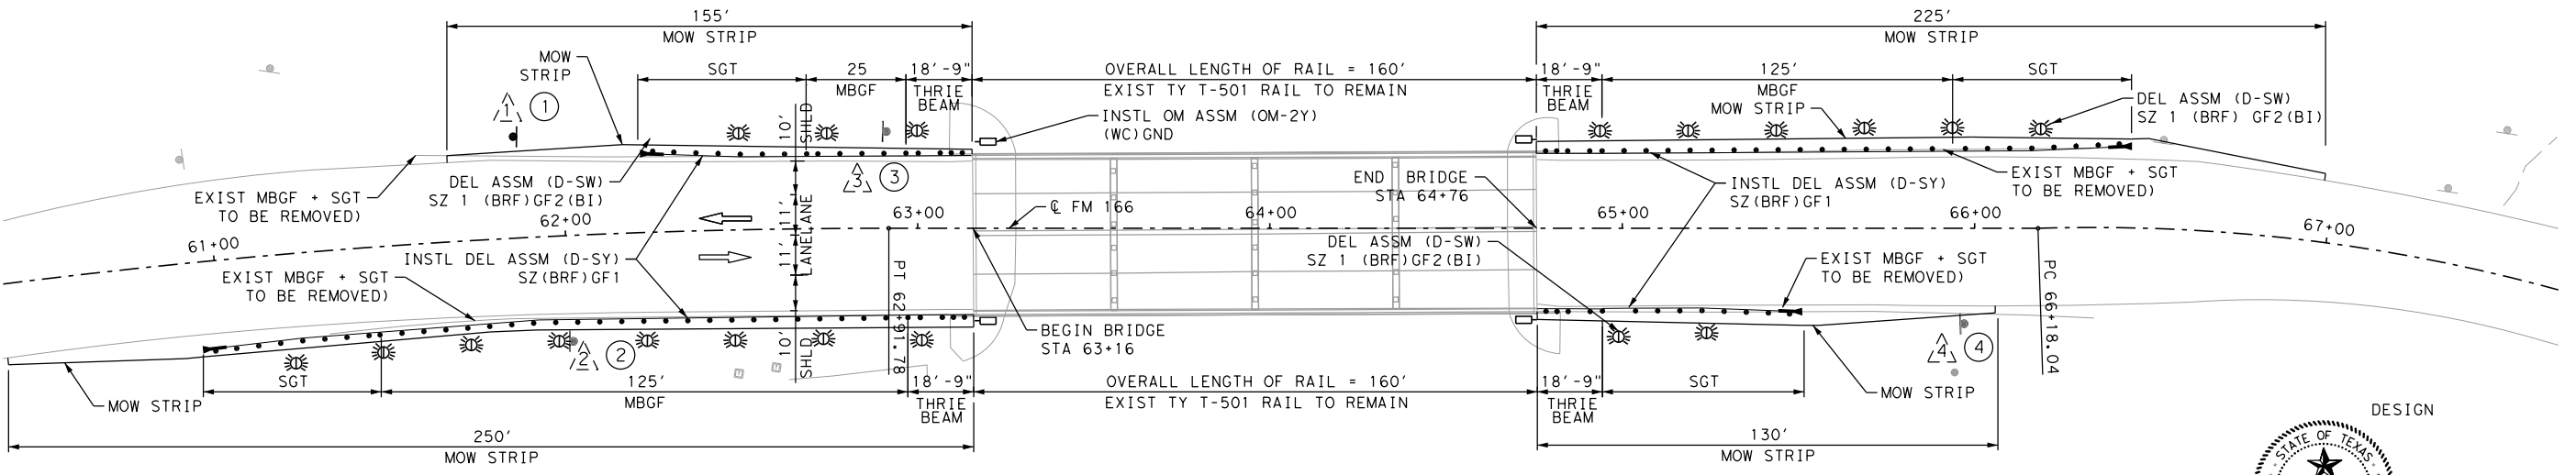 155'
MOW STRIP
225'
MOW STRIP
MOW
STRIP
SGT
25
MBGF
18'-9"
THRIE
BEAM
OVERALL LENGTH OF RAIL = 160'
EXIST TY T-501 RAIL TO REMAIN
18'-9"
THRIE
BEAM
125'
MBGF
SGT
MOW STRIP
DEL ASSM (D-SW)
SZ 1 (BRF) GF2(BI)
1
1
10'
SHLD
INSTL OM ASSM (OM-2Y)
(WC)GND
3
3
DEL ASSM (D-SW)
SZ 1 (BRF)GF2(BI)
EXIST MBGF + SGT
TO BE REMOVED)
END BRIDGE
STA 64+76
INSTL DEL ASSM (D-SY)
SZ(BRF)GF1
EXIST MBGF + SGT
TO BE REMOVED)
61+00
62+00
11'
LANE
63+00
℄ FM 166
64+00
65+00
66+00
67+00
11'
LANE
INSTL DEL ASSM (D-SY)
SZ(BRF)GF1
EXIST MBGF + SGT
TO BE REMOVED)
PT 62+91.78
DEL ASSM (D-SW)
SZ 1 (BRF)GF2(BI)
EXIST MBGF + SGT
TO BE REMOVED)
PC 66+18.04
BEGIN BRIDGE
STA 63+16
2
2
10'
SHLD
4
4
SGT
125'
MBGF
18'-9"
THRIE
BEAM
OVERALL LENGTH OF RAIL = 160'
EXIST TY T-501 RAIL TO REMAIN
18'-9"
THRIE
BEAM
SGT
MOW STRIP
MOW STRIP
250'
MOW STRIP
130'
MOW STRIP
DESIGN
STATE OF TEXAS